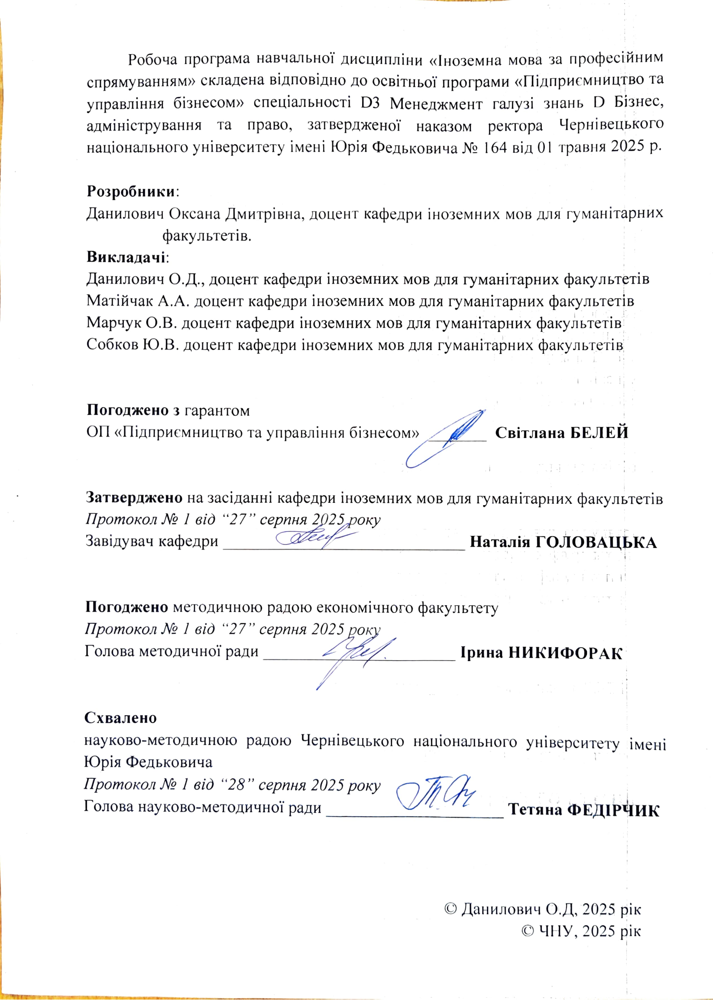 Робоча програма навчальної дисципліни «Іноземна мова за професійним
спрямуванням» складена відповідно до освітньої програми «Підприємництво та
управління бізнесом» спеціальності D3 Менеджмент галузі знань D Бізнес,
адміністрування та право, затвердженої наказом ректора Чернівецького
національного університету імені Юрія Федьковича № 164 від 01 травня 2025 р.
Розробники:
Данилович Оксана Дмитрівна, доцент кафедри іноземних мов для гуманітарних
факультетів.
Викладачі:
Данилович О.Д., доцент кафедри іноземних мов для гуманітарних факультетів
Матійчак А.А. доцент кафедри іноземних мов для гуманітарних факультетів
Марчук О.В. доцент кафедри іноземних мов для гуманітарних факультетів
Собков Ю.В. доцент кафедри іноземних мов для гуманітарних факультетів
Погоджено з гарантом
ОП «Підприємництво та управління бізнесом» ________ Світлана БЕЛЕЙ
Затверджено на засіданні кафедри іноземних мов для гуманітарних факультетів
Протокол № 1 від “27” серпня 2025 року
Завідувач кафедри ______________________________ Наталія ГОЛОВАЦЬКА
Погоджено методичною радою економічного факультету
Протокол № 1 від “27” серпня 2025 року
Голова методичної ради ________________________ Ірина НИКИФОРАК
Схвалено
науково-методичною радою Чернівецького національного університету імені
Юрія Федьковича
Протокол № 1 від “28” серпня 2025 року
Голова науково-методичної ради ______________________ Тетяна ФЕДІРЧИК
© Данилович О.Д, 2025 рік
© ЧНУ, 2025 рік